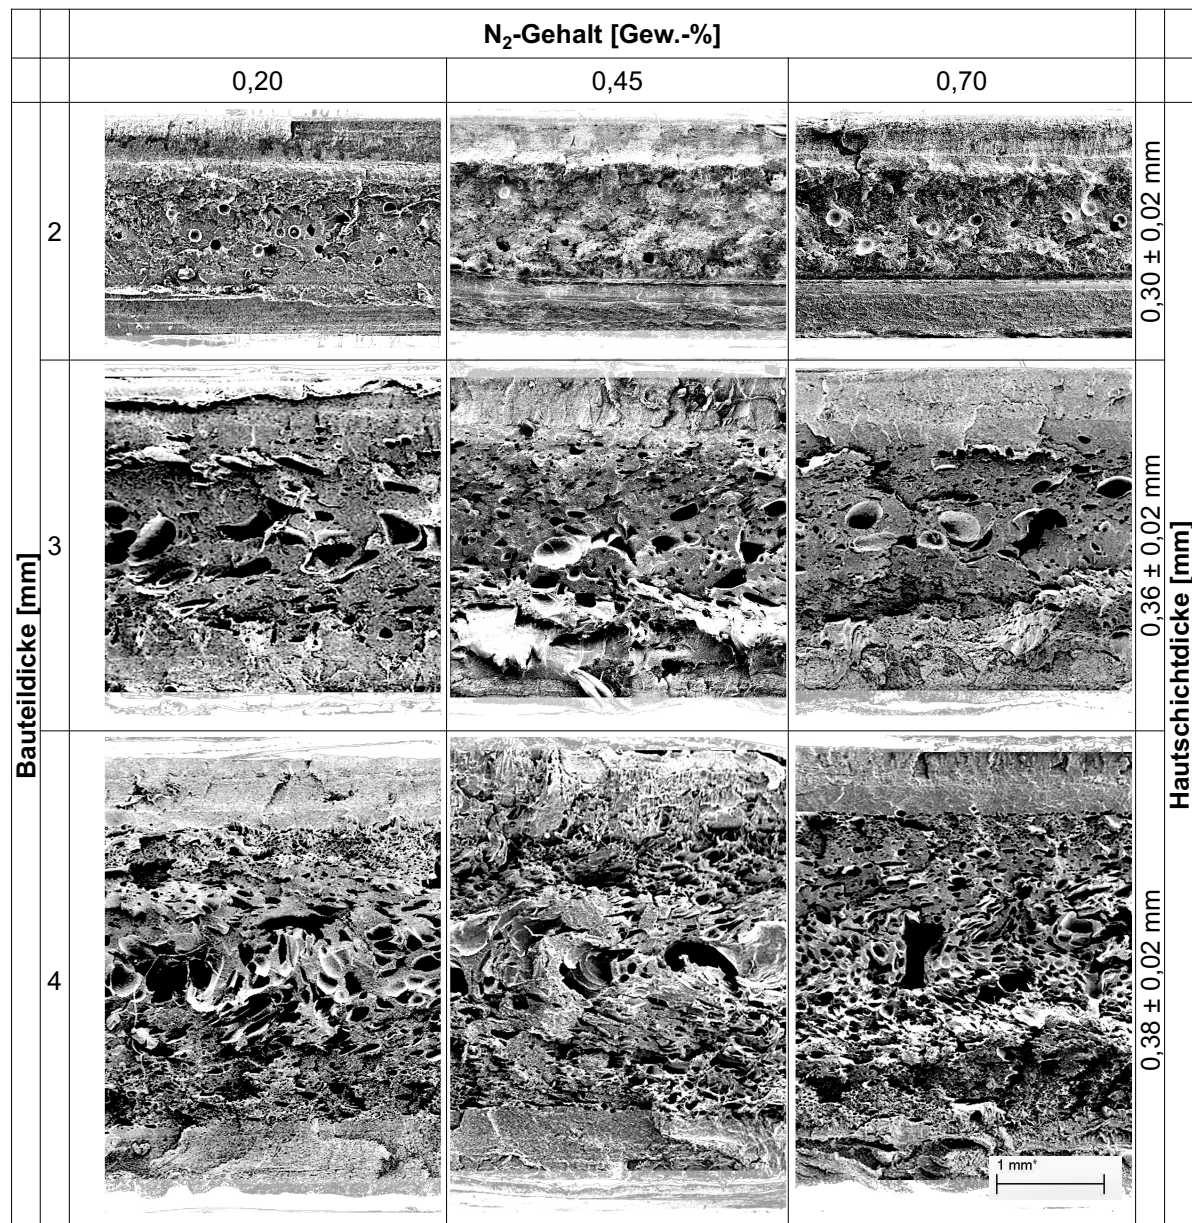 N₂-Gehalt [Gew.-%]
0,20 0,45 0,70
Bauteildicke [mm]
2
0,30 ± 0,02 mm
3
0,36 ± 0,02 mm
4
0,38 ± 0,02 mm
Hautschichtdicke [mm]
1 mm*